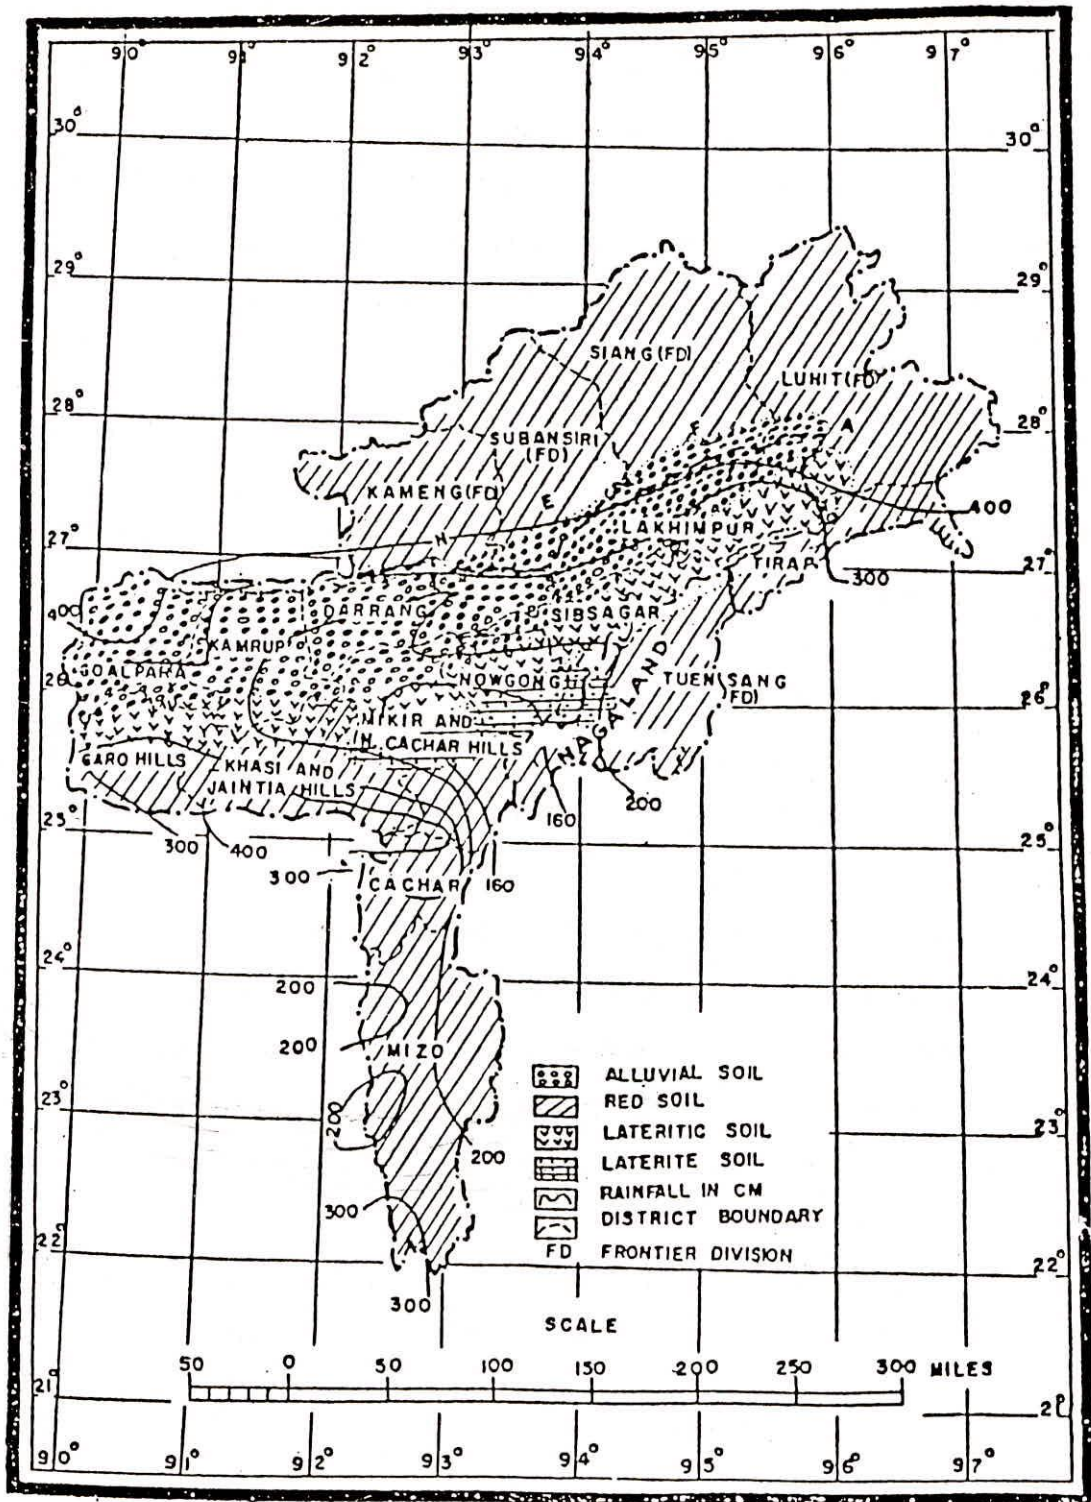 90° 91° 92° 93° 94° 95° 96° 97°
30° 30°
29° 29°
SIANG (FD)
LUHIT (FD)
28° 28°
SUBANSIRI
(FD)
F A
KAMENG (FD)
E
N
400
LAKHIMPUR
27° 27°
TIRAP
300
400
DARRANG
SIBSAGAR
KAMRUP
GOALPARA
NOWGONG
TUEN SANG
(FD)
26° 26°
MIKIR AND
N. CACHAR HILLS
NAGALAND
GARO HILLS
KHASI AND
JAINTIA HILLS
200
160
25° 25°
300 400
300
CACHAR 160
24° 24°
200
200
MIZO
ALLUVIAL SOIL
RED SOIL
23° 23°
200
LATERITIC SOIL
200
LATERITE SOIL
RAINFALL IN CM
300
DISTRICT BOUNDARY
22° 22°
FD FRONTIER DIVISION
300
SCALE
50 0 50 100 150 200 250 300 MILES
21° 21°
90° 91° 92° 93° 94° 95° 96° 97°